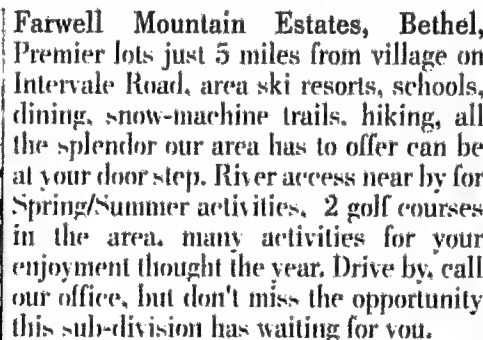 Farwell Mountain Estates, Bethel,
Premier lots just 5 miles from village on
Intervale Road, area ski resorts, schools,
dining, snow-machine trails, hiking, all
the splendor our area has to offer can be
at your door step. River access near by for
Spring/Summer activities. 2 golf courses
in the area, many activities for your
enjoyment thought the year. Drive by, call
our office, but don't miss the opportunity
this sub-division has waiting for you.